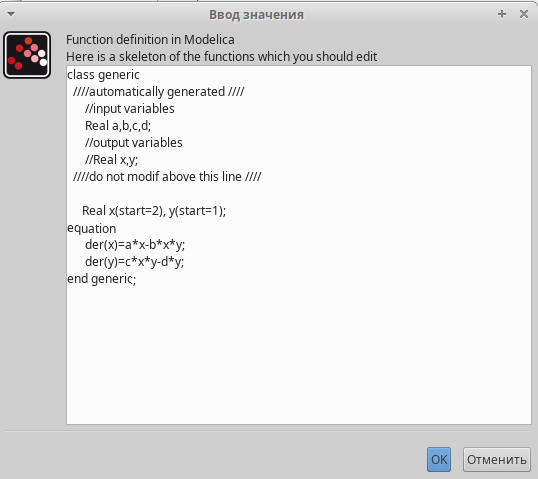 Ввод значения
Function definition in Modelica
Here is a skeleton of the functions which you should edit
class generic
////automatically generated ////
//input variables
Real a,b,c,d;
//output variables
//Real x,y;
////do not modif above this line ////
Real x(start=2), y(start=1);
equation
der(x)=a*x-b*x*y;
der(y)=c*x*y-d*y;
end generic;
OK
Отменить